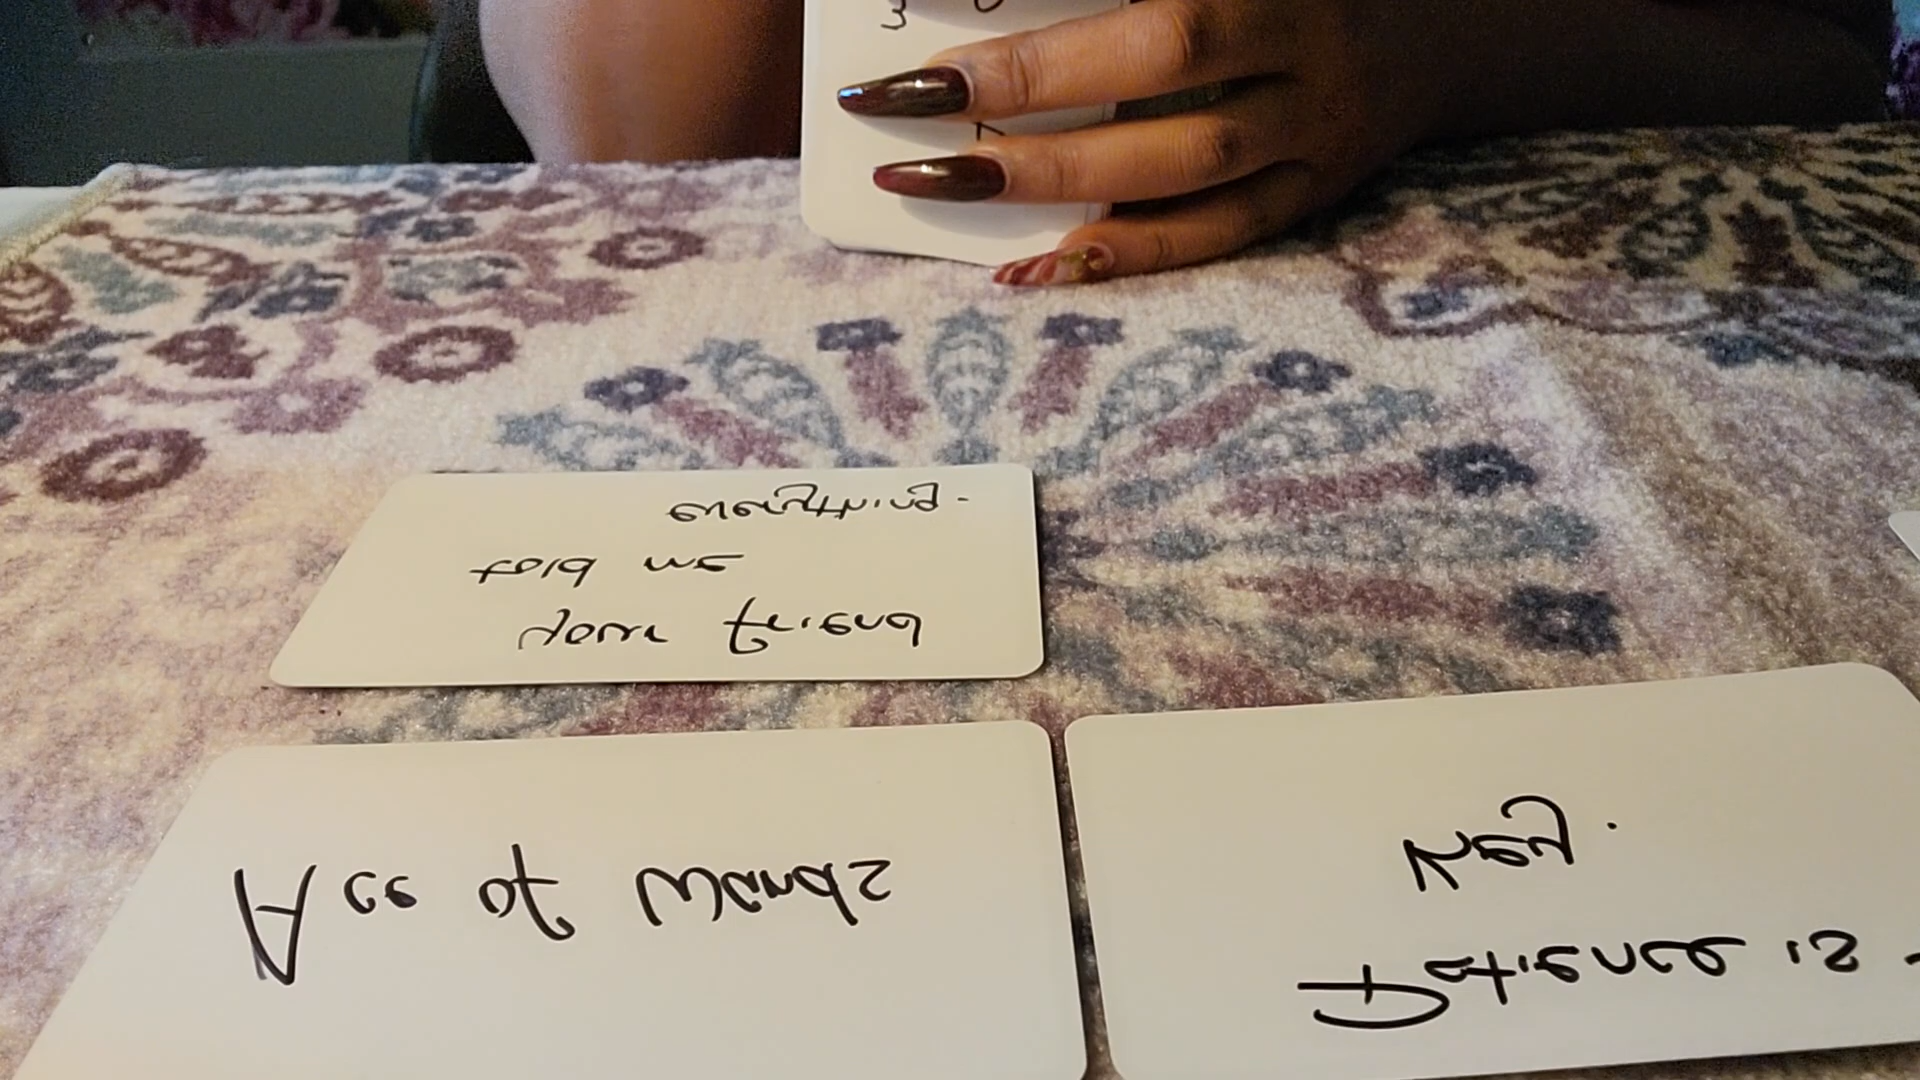 your friend
told me
everything.
Ace of Wands
Patience is
Key.